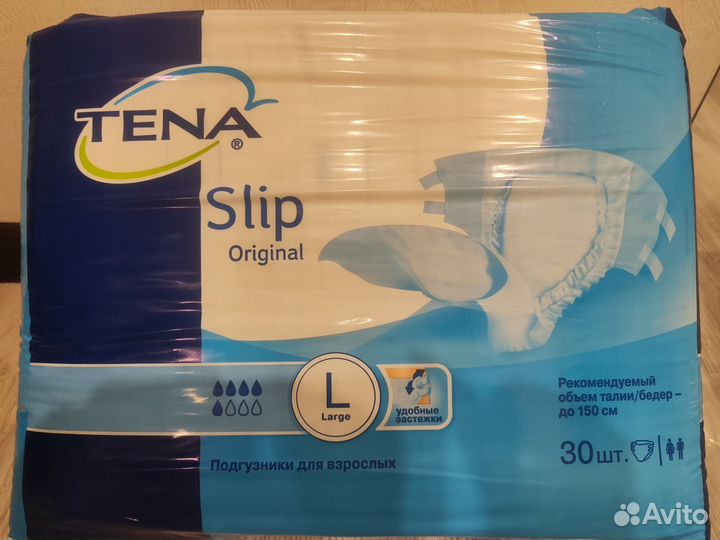 TENA
®
Slip
Original
L
Large
удобные
застежки
Рекомендуемый
объем талии/бедер –
до 150 см
Подгузники для взрослых
30 шт.
Avito